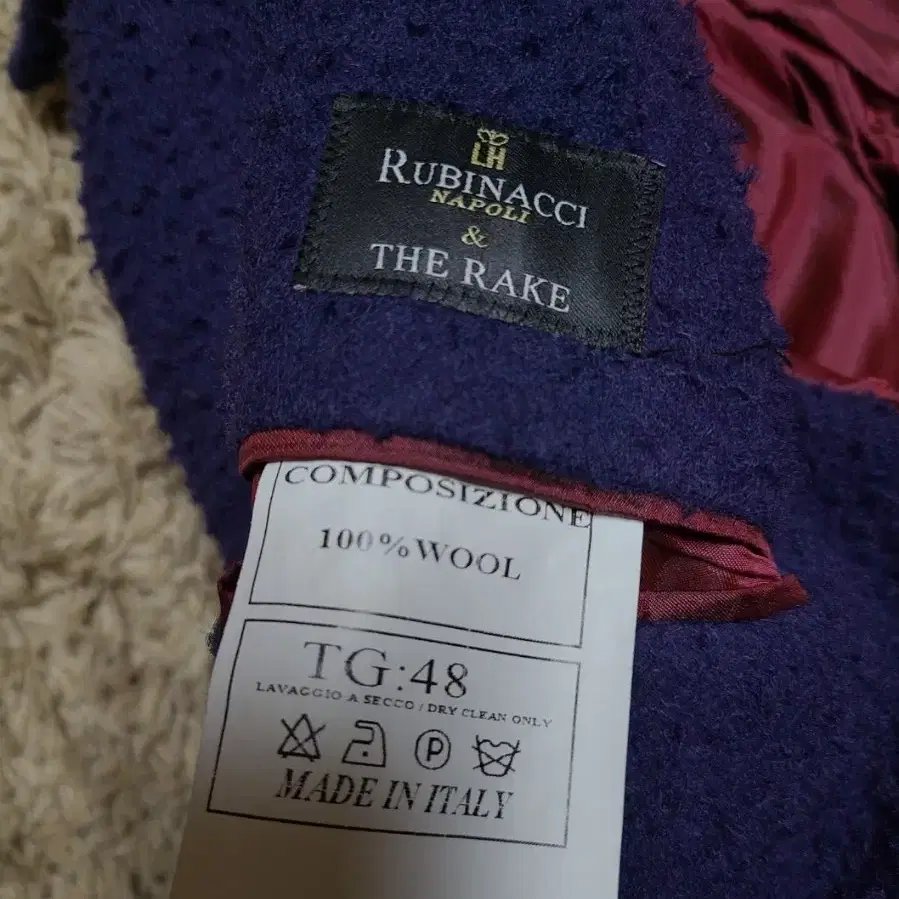 LH
RUBINACCI
NAPOLI
&
THE RAKE
COMPOSIZIONE
100% WOOL
TG:48
LAVAGGIO A SECCO / DRY CLEAN ONLY
P
MADE IN ITALY